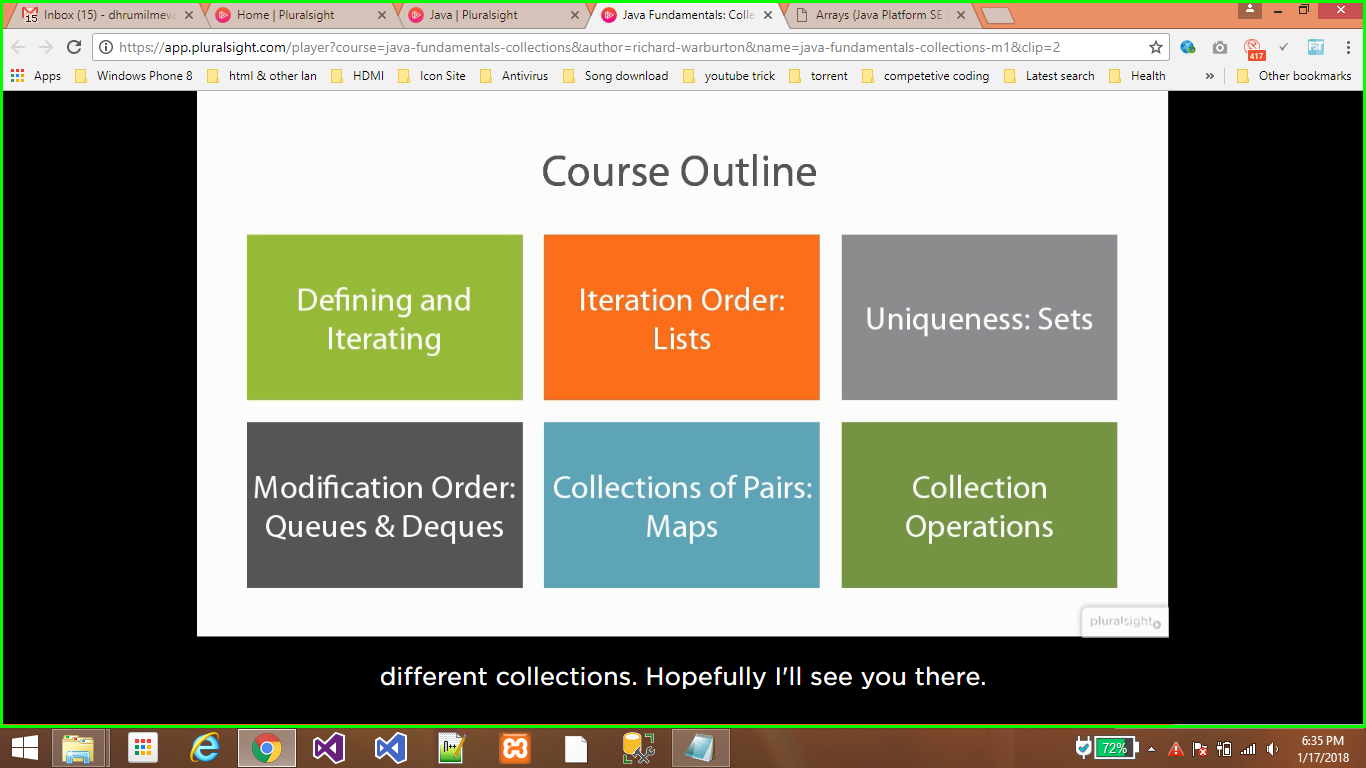 15
Inbox (15) - dhrumilmeva
Home | Pluralsight
Java | Pluralsight
Java Fundamentals: Colle
Arrays (Java Platform SE
https://app.pluralsight.com/player?course=java-fundamentals-collections&author=richard-warburton&name=java-fundamentals-collections-m1&clip=2
417
Apps
Windows Phone 8
html & other lan
HDMI
Icon Site
Antivirus
Song download
youtube trick
torrent
competetive coding
Latest search
Health
»
Other bookmarks
Course Outline
Defining and
Iterating
Iteration Order:
Lists
Uniqueness: Sets
Modification Order:
Queues & Deques
Collections of Pairs:
Maps
Collection
Operations
pluralsight
different collections. Hopefully I'll see you there.
72%
6:35 PM
1/17/2018